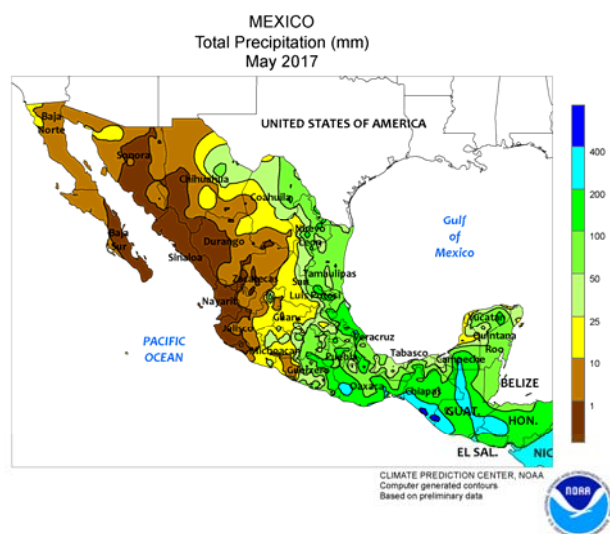 MEXICO
Total Precipitation (mm)
May 2017
UNITED STATES OF AMERICA
Baja
Norte
Sonora
Chihuahua
Coahuila
Baja
Sur
Sinaloa
Durango
Nuevo
Leon
Gulf
of
Mexico
Zacatecas
San
Luis Potosi
Tamaulipas
Nayarit
Jalisco
Guan.
Michoacan
PACIFIC
OCEAN
Guerrero
Puebla
Veracruz
Oaxaca
Tabasco
Chiapas
Campeche
Yucatan
Quintana
Roo
BELIZE
GUAT.
HON.
EL SAL.
NIC
400
200
100
50
25
10
1
CLIMATE PREDICTION CENTER, NOAA
Computer generated contours
Based on preliminary data
NOAA